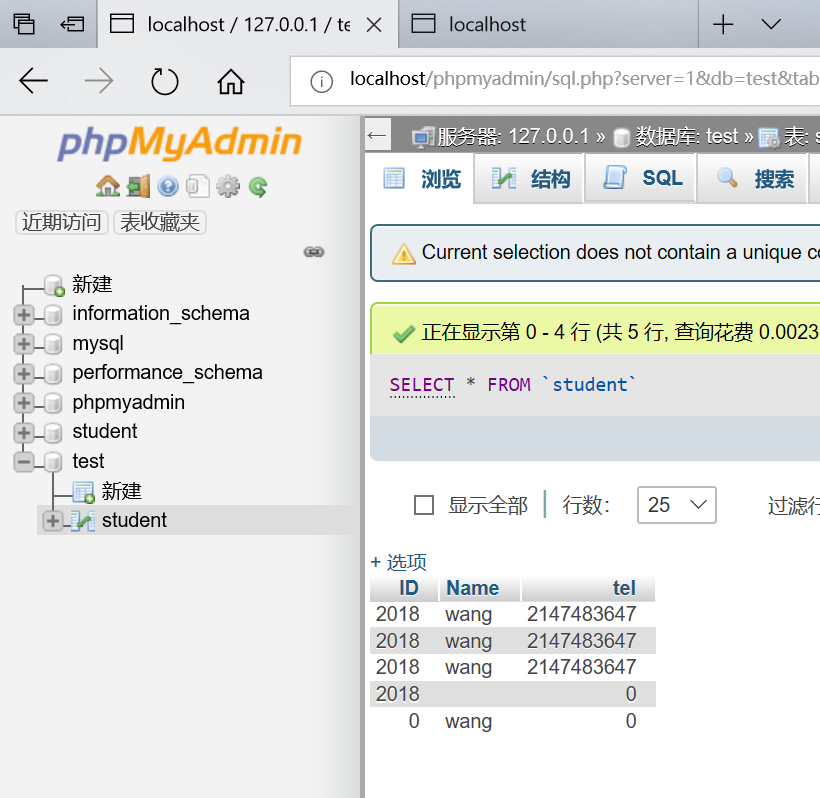 localhost / 127.0.0.1 / te
localhost
localhost/phpmyadmin/sql.php?server=1&db=test&tab
phpMyAdmin
近期访问 表收藏夹
新建
information_schema
mysql
performance_schema
phpmyadmin
student
test
新建
student
服务器: 127.0.0.1 » 数据库: test » 表: s
浏览 结构 SQL 搜索
Current selection does not contain a unique co
正在显示第 0 - 4 行 (共 5 行, 查询花费 0.0023
SELECT * FROM `student`
显示全部 行数: 25 过滤行
+ 选项
ID Name tel
2018 wang 2147483647
2018 wang 2147483647
2018 wang 2147483647
2018 0
0 wang 0